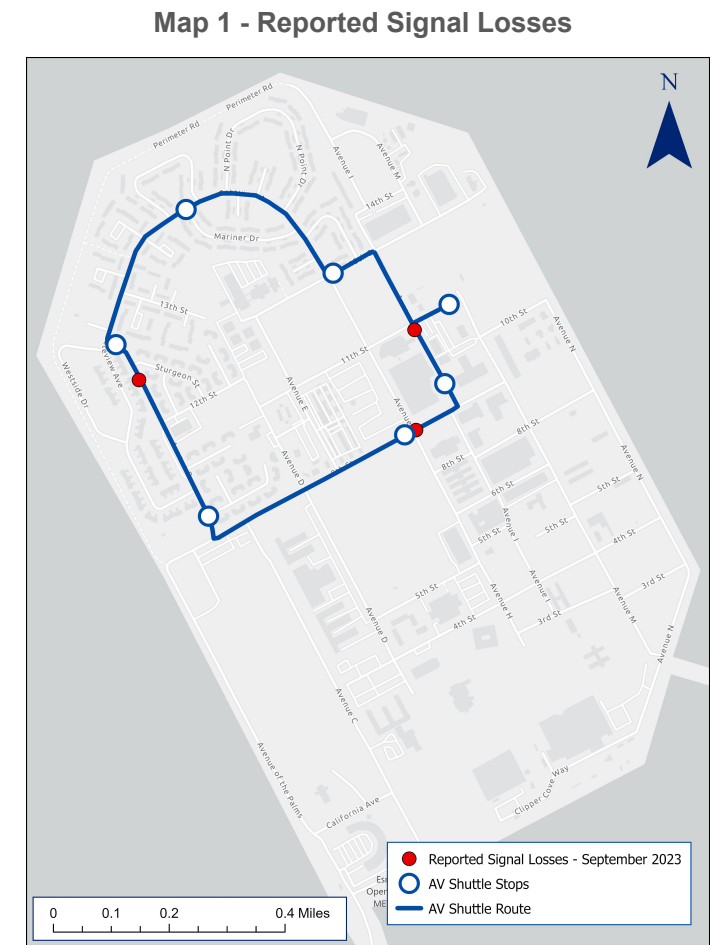 Map 1 - Reported Signal Losses
N
Perimeter Rd
Perimeter Rd
N Point Dr
N Point Dr
Avenue I
Avenue M
14th St
Mariner Dr
13th St
11th St
10th St
Avenue N
Westside Dr
Sturgeon St
12th St
Avenue E
Avenue D
8th St
8th St
Avenue N
6th St
5th St
5th St
5th St
4th St
Avenue I
Avenue I
Avenue H
3rd St
3rd St
Avenue M
Avenue N
5th St
4th St
Avenue D
Avenue C
Avenue of the Palms
California Ave
Clipper Cove Way
Reported Signal Losses - September 2023
AV Shuttle Stops
AV Shuttle Route
0 0.1 0.2 0.4 Miles